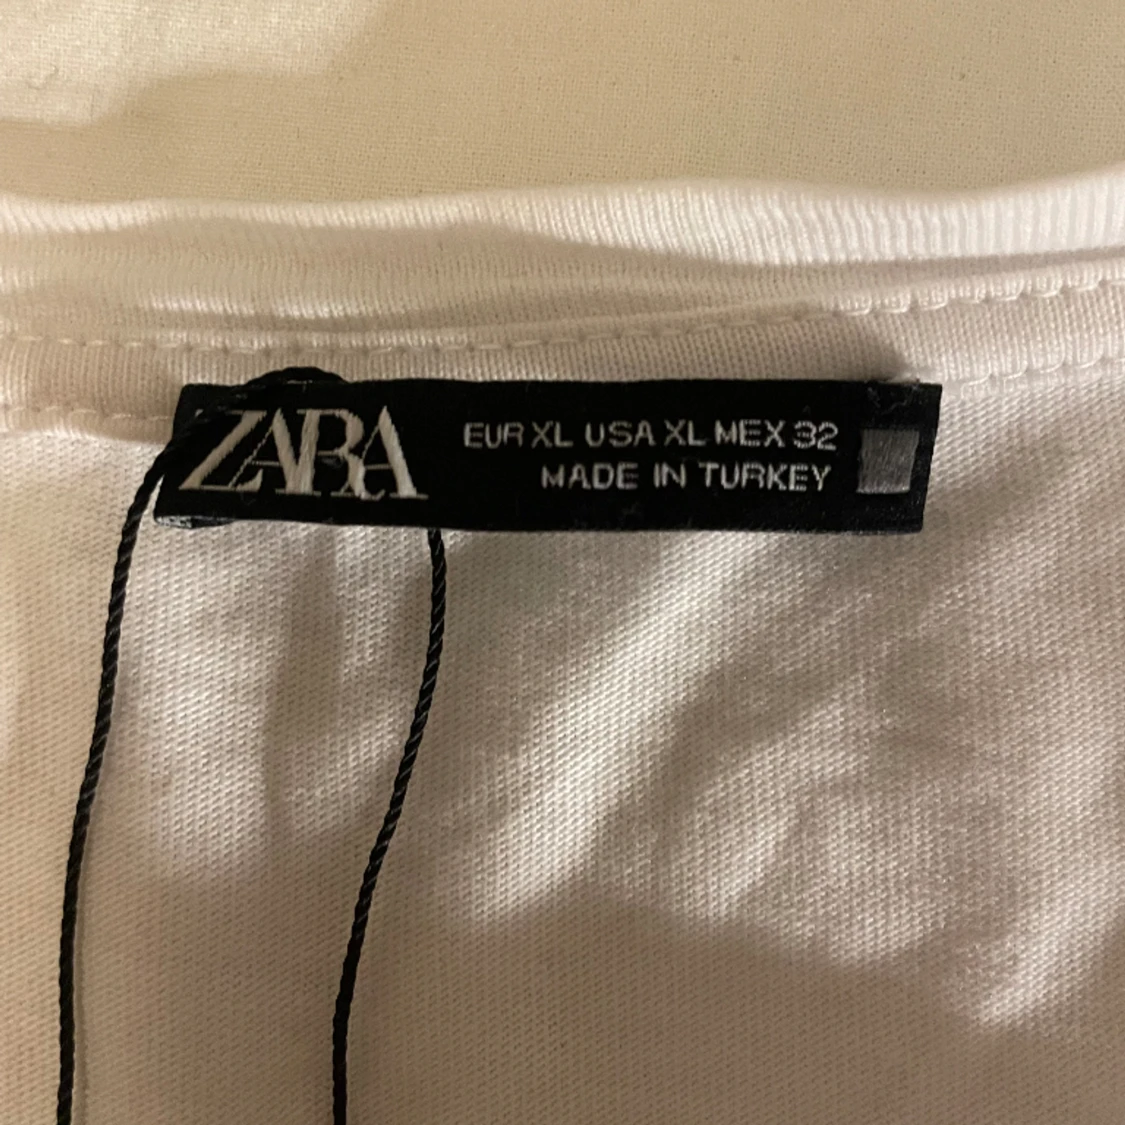 ZARA
EUR XL USA XL MEX 32
MADE IN TURKEY